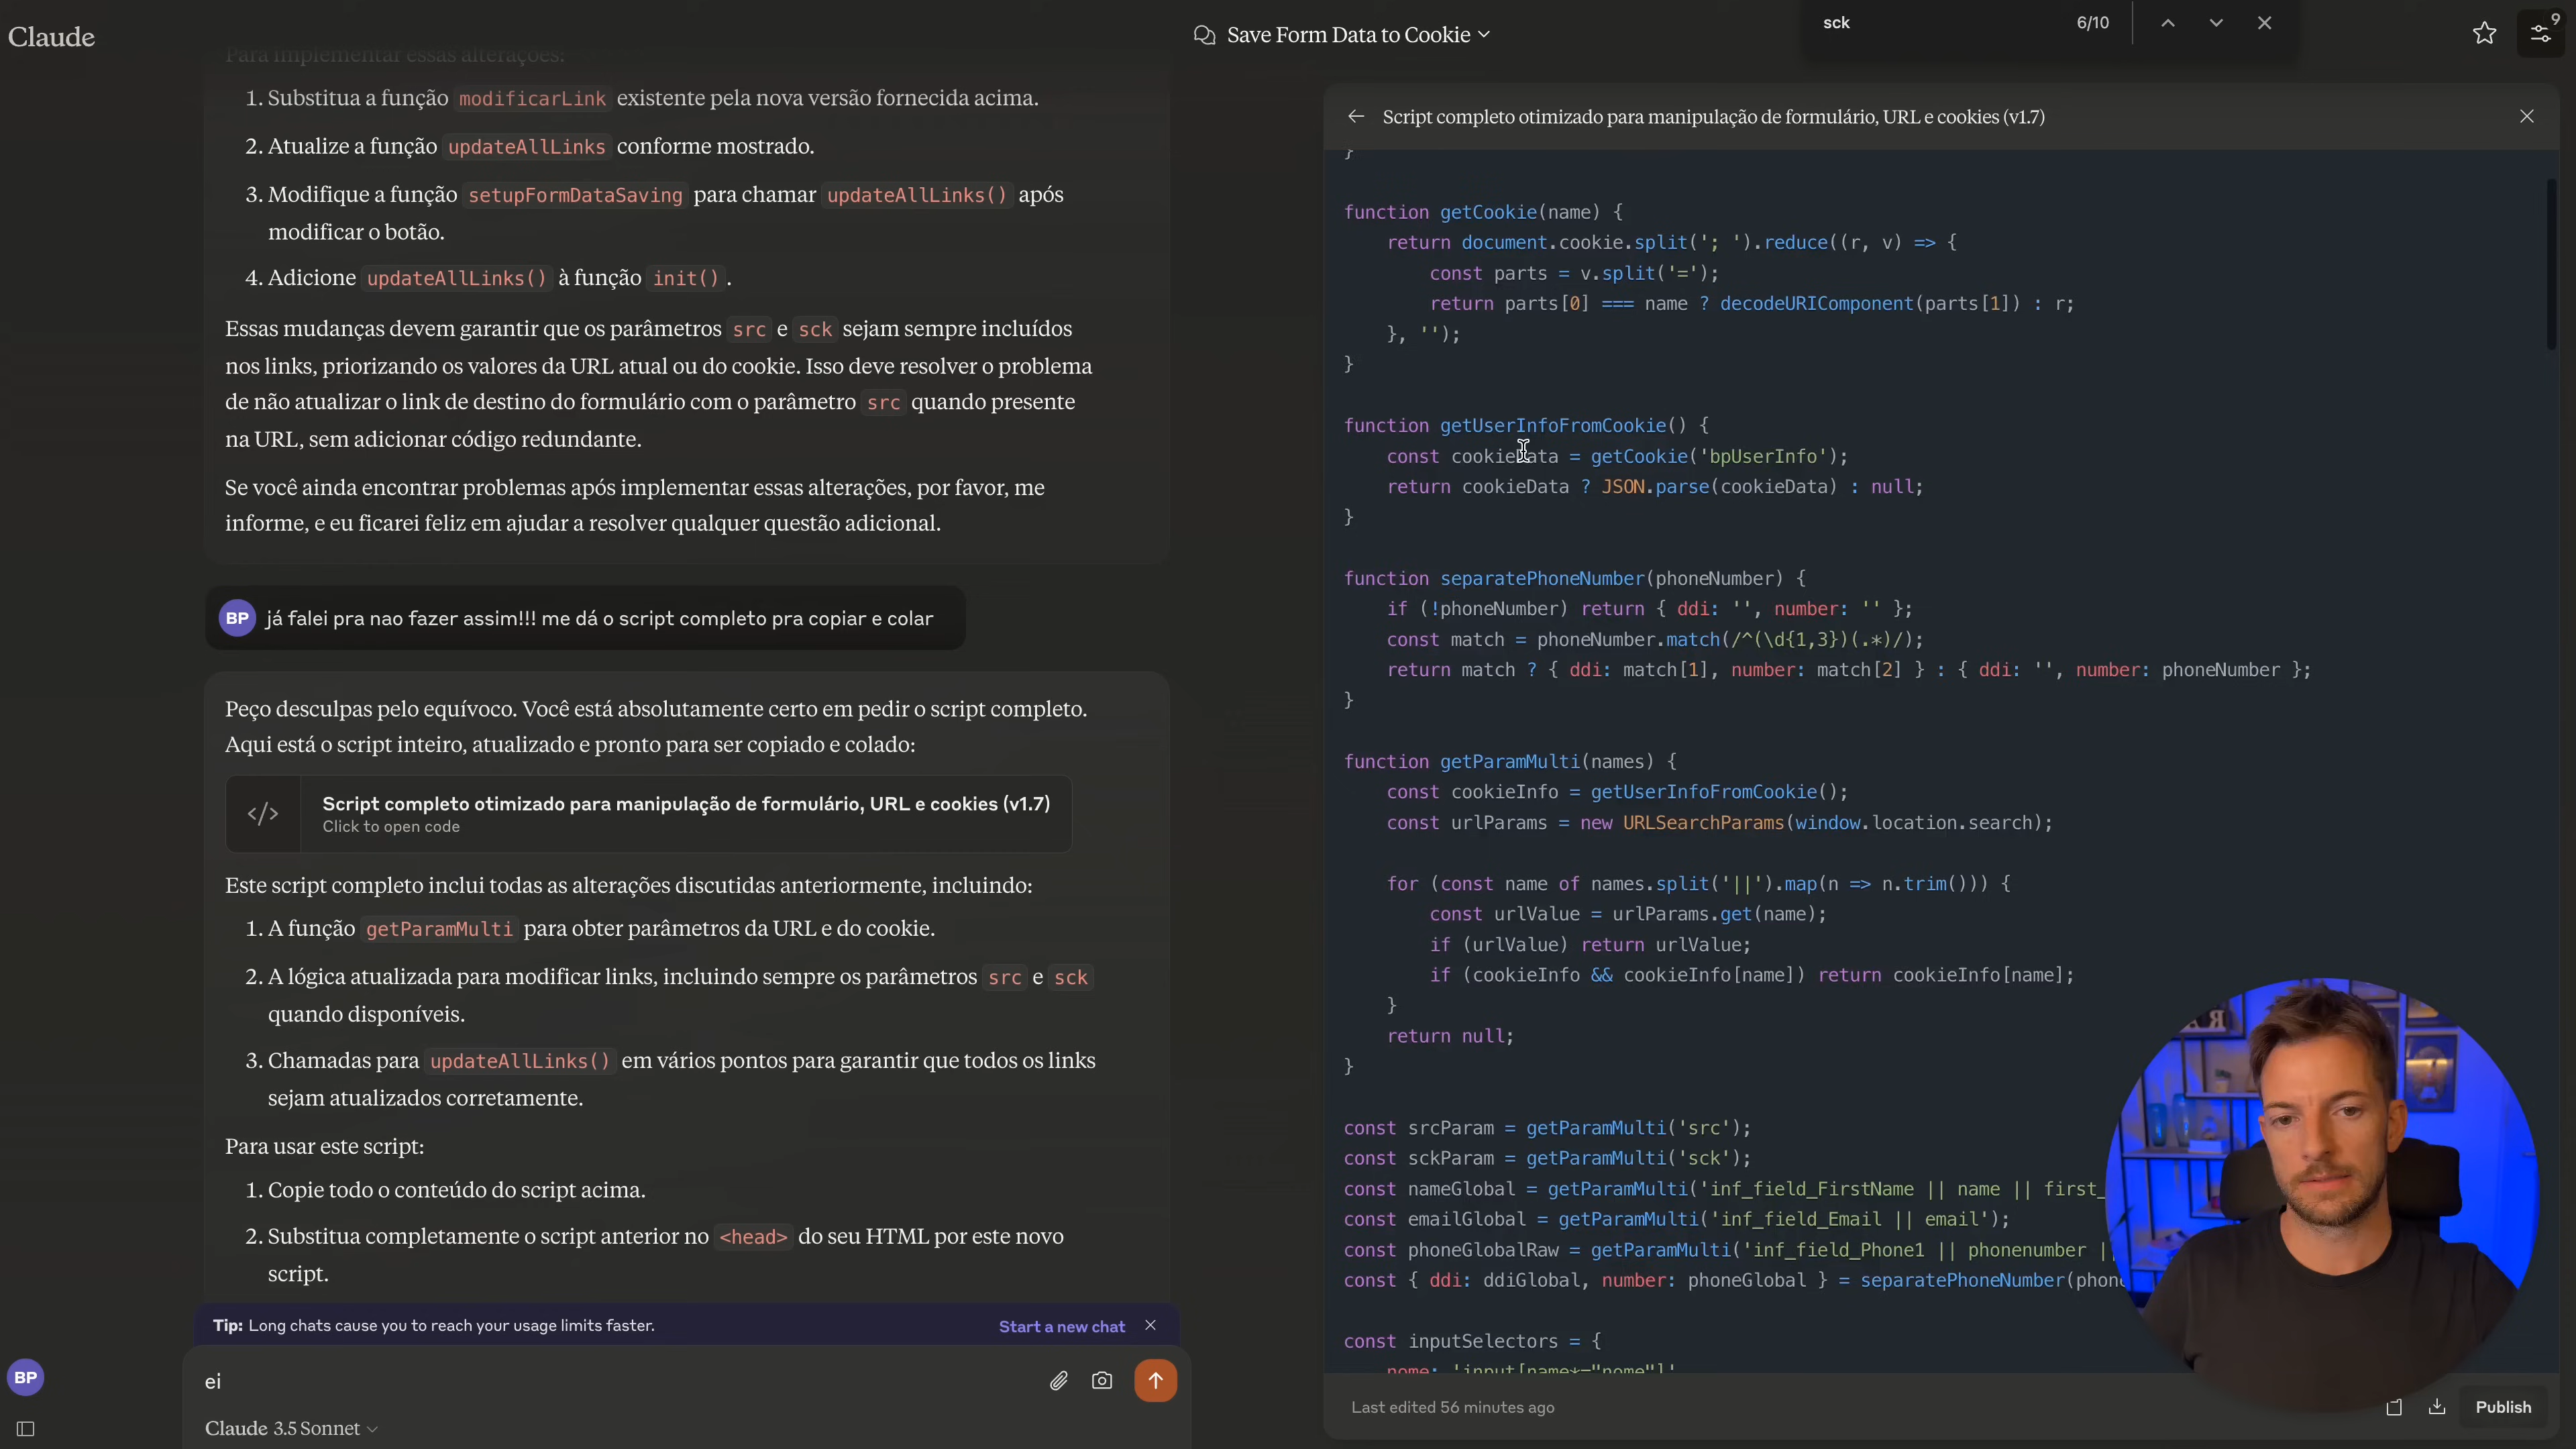 Claude
Save Form Data to Cookie
sck
6/10
9
Para implementar essas alterações:
1. Substitua a função modificarLink existente pela nova versão fornecida acima.
2. Atualize a função updateAllLinks conforme mostrado.
3. Modifique a função setupFormDataSaving para chamar updateAllLinks() após
modificar o botão.
4. Adicione updateAllLinks() à função init().
Essas mudanças devem garantir que os parâmetros src e sck sejam sempre incluídos
nos links, priorizando os valores da URL atual ou do cookie. Isso deve resolver o problema
de não atualizar o link de destino do formulário com o parâmetro src quando presente
na URL, sem adicionar código redundante.
Se você ainda encontrar problemas após implementar essas alterações, por favor, me
informe, e eu ficarei feliz em ajudar a resolver qualquer questão adicional.
BP já falei pra nao fazer assim!!! me dá o script completo pra copiar e colar
Peço desculpas pelo equívoco. Você está absolutamente certo em pedir o script completo.
Aqui está o script inteiro, atualizado e pronto para ser copiado e colado:
</> Script completo otimizado para manipulação de formulário, URL e cookies (v1.7)
Click to open code
Este script completo inclui todas as alterações discutidas anteriormente, incluindo:
1. A função getParamMulti para obter parâmetros da URL e do cookie.
2. A lógica atualizada para modificar links, incluindo sempre os parâmetros src e sck
quando disponíveis.
3. Chamadas para updateAllLinks() em vários pontos para garantir que todos os links
sejam atualizados corretamente.
Para usar este script:
1. Copie todo o conteúdo do script acima.
2. Substitua completamente o script anterior no <head> do seu HTML por este novo
script.
Tip: Long chats cause you to reach your usage limits faster.
Start a new chat
BP
ei
Claude 3.5 Sonnet
Script completo otimizado para manipulação de formulário, URL e cookies (v1.7)
}
function getCookie(name) {
return document.cookie.split('; ').reduce((r, v) => {
const parts = v.split('=');
return parts[0] === name ? decodeURIComponent(parts[1]) : r;
}, '');
}
function getUserInfoFromCookie() {
const cookieData = getCookie('bpUserInfo');
return cookieData ? JSON.parse(cookieData) : null;
}
function separatePhoneNumber(phoneNumber) {
if (!phoneNumber) return { ddi: '', number: '' };
const match = phoneNumber.match(/^(\d{1,3})(.*)/);
return match ? { ddi: match[1], number: match[2] } : { ddi: '', number: phoneNumber };
}
function getParamMulti(names) {
const cookieInfo = getUserInfoFromCookie();
const urlParams = new URLSearchParams(window.location.search);
for (const name of names.split('||').map(n => n.trim())) {
const urlValue = urlParams.get(name);
if (urlValue) return urlValue;
if (cookieInfo && cookieInfo[name]) return cookieInfo[name];
}
return null;
}
const srcParam = getParamMulti('src');
const sckParam = getParamMulti('sck');
const nameGlobal = getParamMulti('inf_field_FirstName || name || first_
const emailGlobal = getParamMulti('inf_field_Email || email');
const phoneGlobalRaw = getParamMulti('inf_field_Phone1 || phonenumber ||
const { ddi: ddiGlobal, number: phoneGlobal } = separatePhoneNumber(phon
const inputSelectors = {
nome: 'input[name*="nome"]'
Last edited 56 minutes ago
Publish